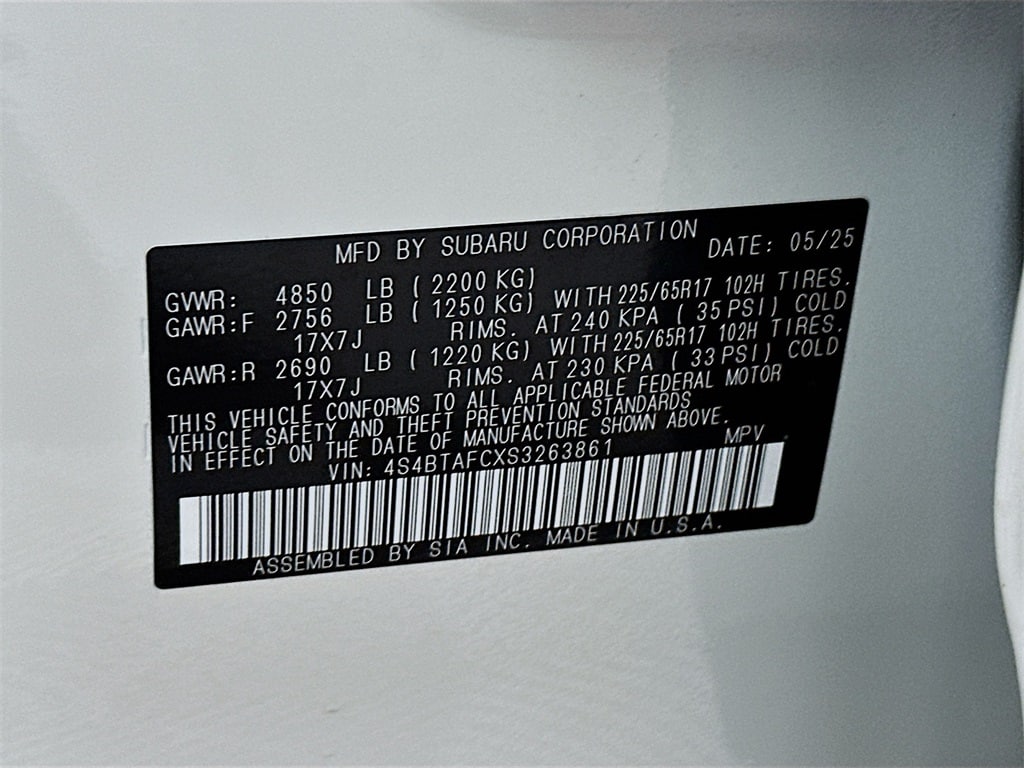 MFD BY SUBARU CORPORATION DATE: 05/25
GVWR: 4850 LB ( 2200 KG)
GAWR:F 2756 LB ( 1250 KG) WITH 225/65R17 102H TIRES.
17X7J RIMS. AT 240 KPA ( 35 PSI) COLD
GAWR:R 2690 LB ( 1220 KG) WITH 225/65R17 102H TIRES.
17X7J RIMS. AT 230 KPA ( 33 PSI) COLD
THIS VEHICLE CONFORMS TO ALL APPLICABLE FEDERAL MOTOR
VEHICLE SAFETY AND THEFT PREVENTION STANDARDS
IN EFFECT ON THE DATE OF MANUFACTURE SHOWN ABOVE.
VIN: 4S4BTAFCXS3263861 MPV
ASSEMBLED BY SIA INC. MADE IN U.S.A.